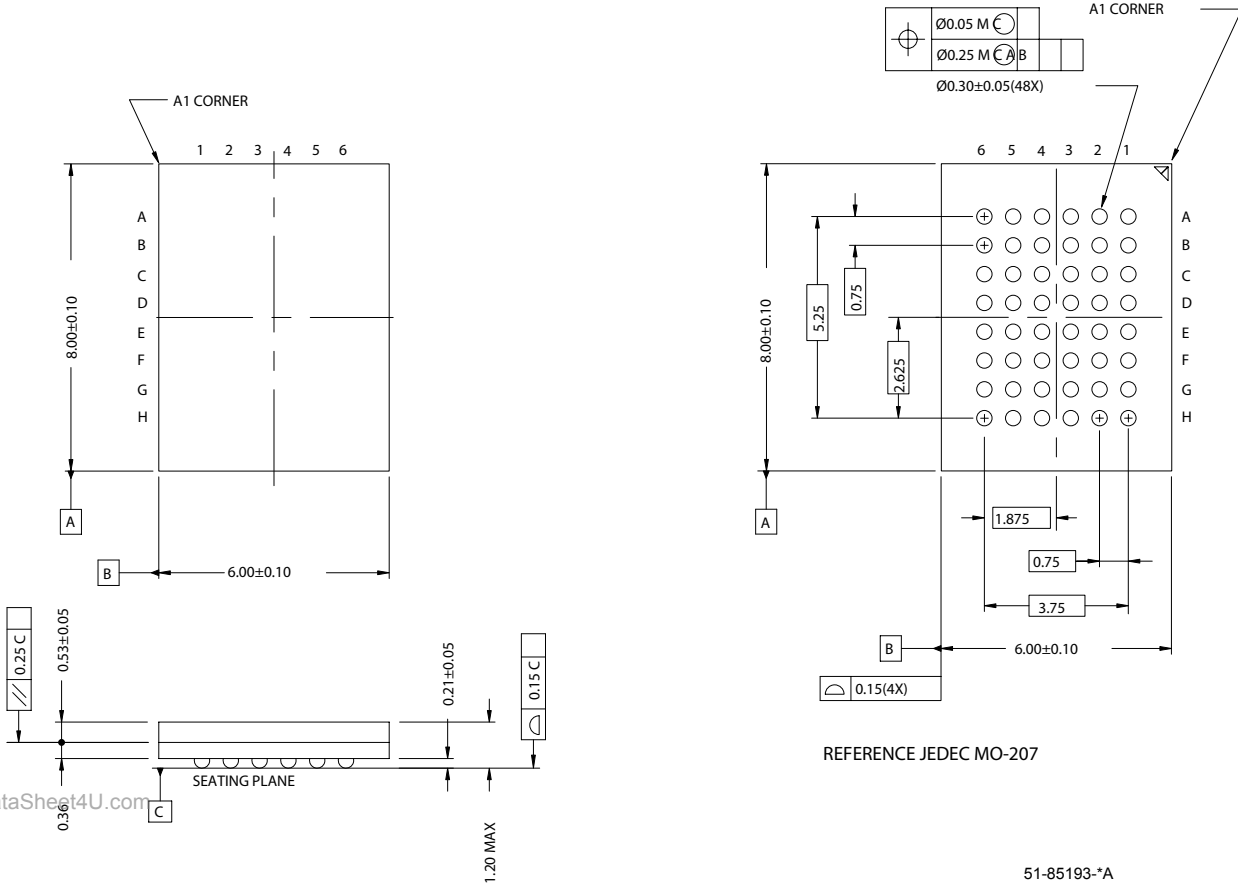 A1 CORNER
Ø0.05 M C
Ø0.25 M C A B
Ø0.30±0.05(48X)
A1 CORNER
1 2 3 4 5 6
6 5 4 3 2 1
A
B
C
D
E
F
G
H
8.00±0.10
A
B
6.00±0.10
A
B
C
D
E
F
G
H
8.00±0.10
5.25
0.75
2.625
A
1.875
0.75
3.75
B
6.00±0.10
0.15(4X)
// 0.25 C
0.53±0.05
0.21±0.05
0.15 C
SEATING PLANE
C
0.36
1.20 MAX
REFERENCE JEDEC MO-207
taSheet4U.com
51-85193-*A